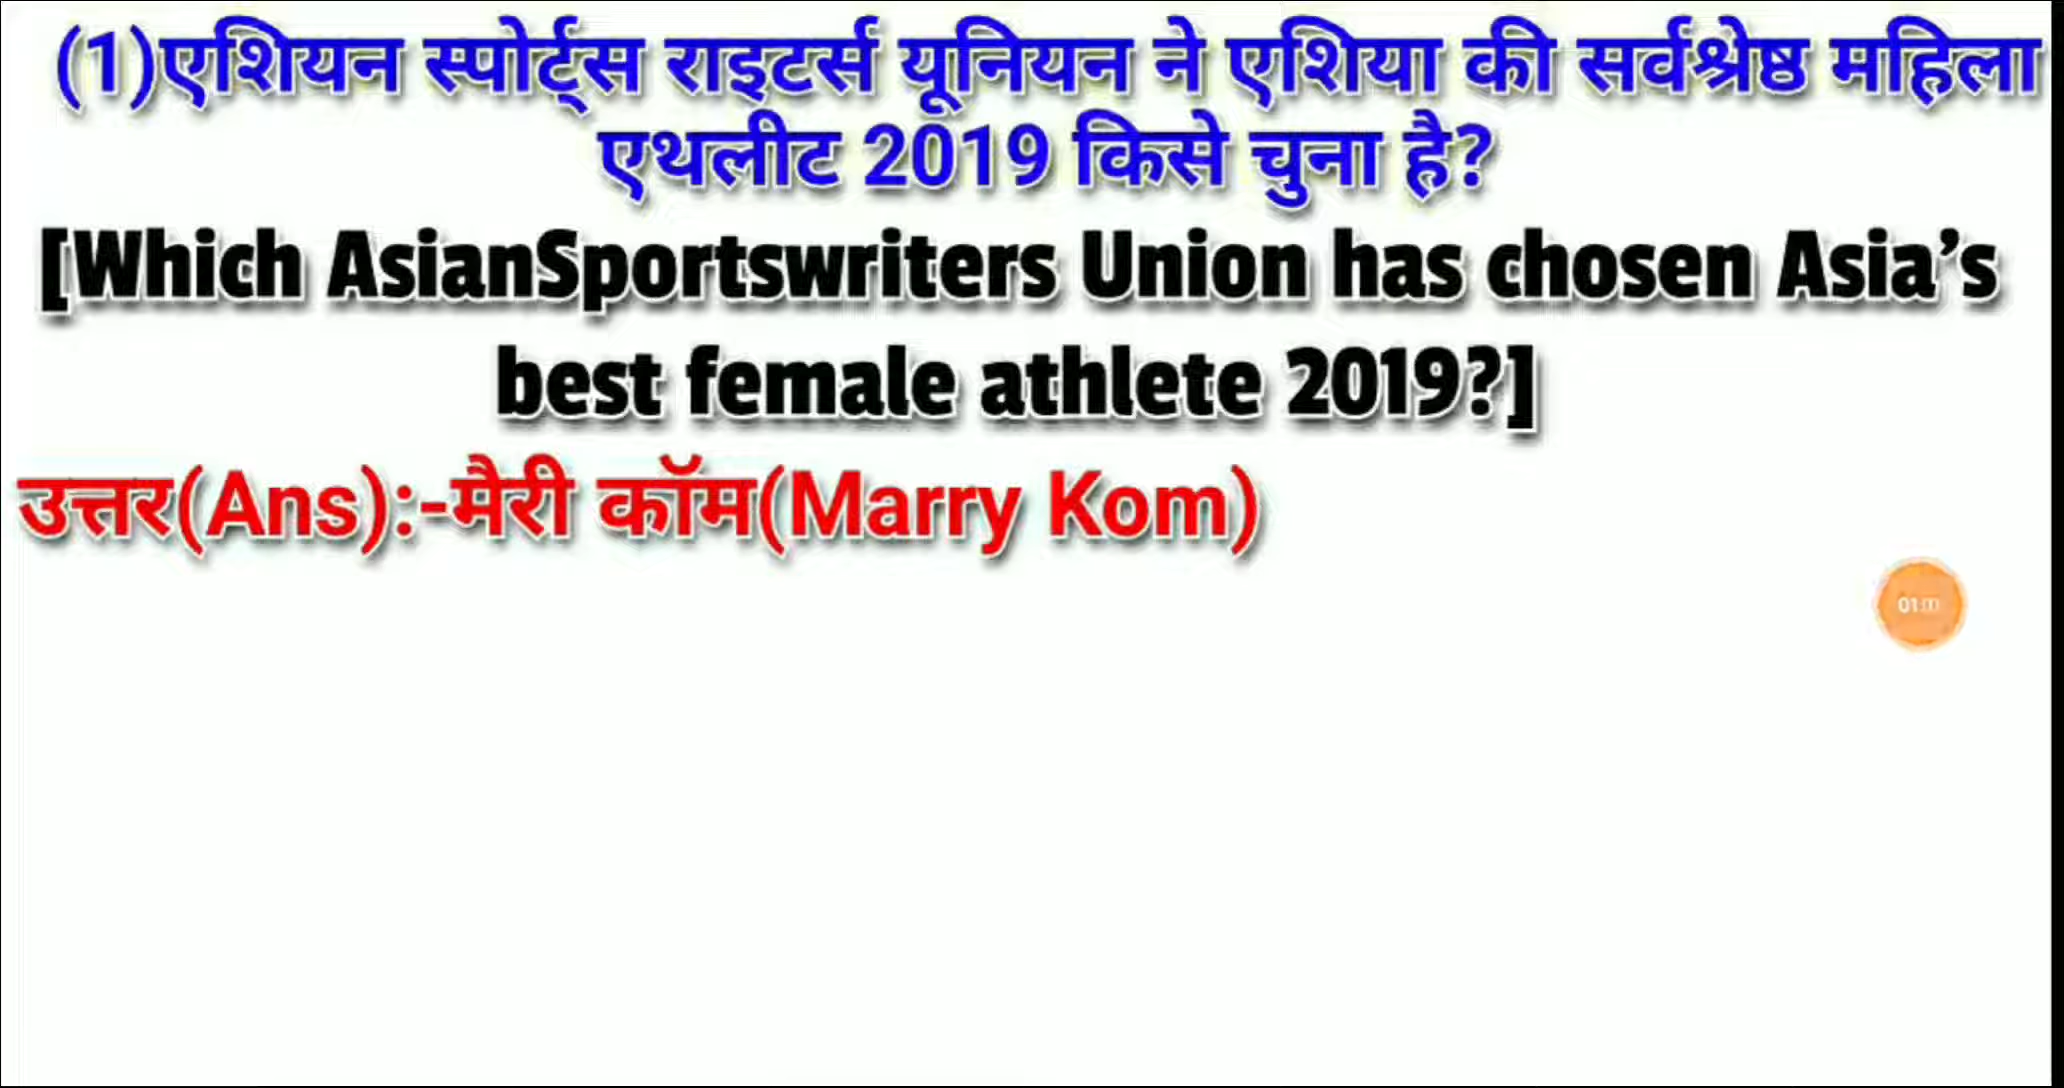 (1)एशियन स्पोर्ट्स राइटर्स यूनियन ने एशिया की सर्वश्रेष्ठ महिला
एथलीट 2019 किसे चुना है?
[Which AsianSportswriters Union has chosen Asia’s
best female athlete 2019?]
उत्तर(Ans):-मैरी कॉम(Marry Kom)